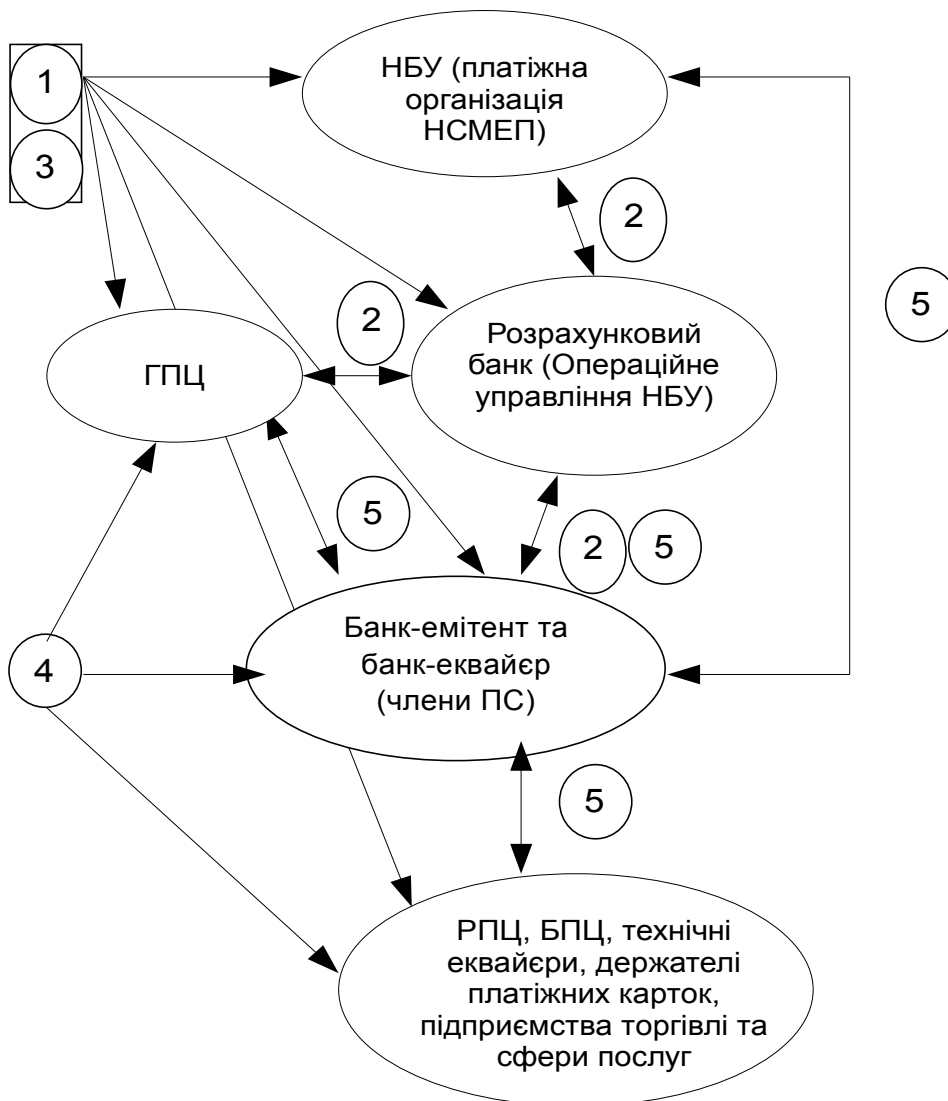 1
3
НБУ (платіжна
організація
НСМЕП)
2
5
2
ГПЦ
Розрахунковий
банк (Операційне
управління НБУ)
5
2
5
Банк-емітент та
банк-еквайєр
(члени ПС)
4
5
РПЦ, БПЦ, технічні
еквайєри, держателі
платіжних карток,
підприємства торгівлі та
сфери послуг